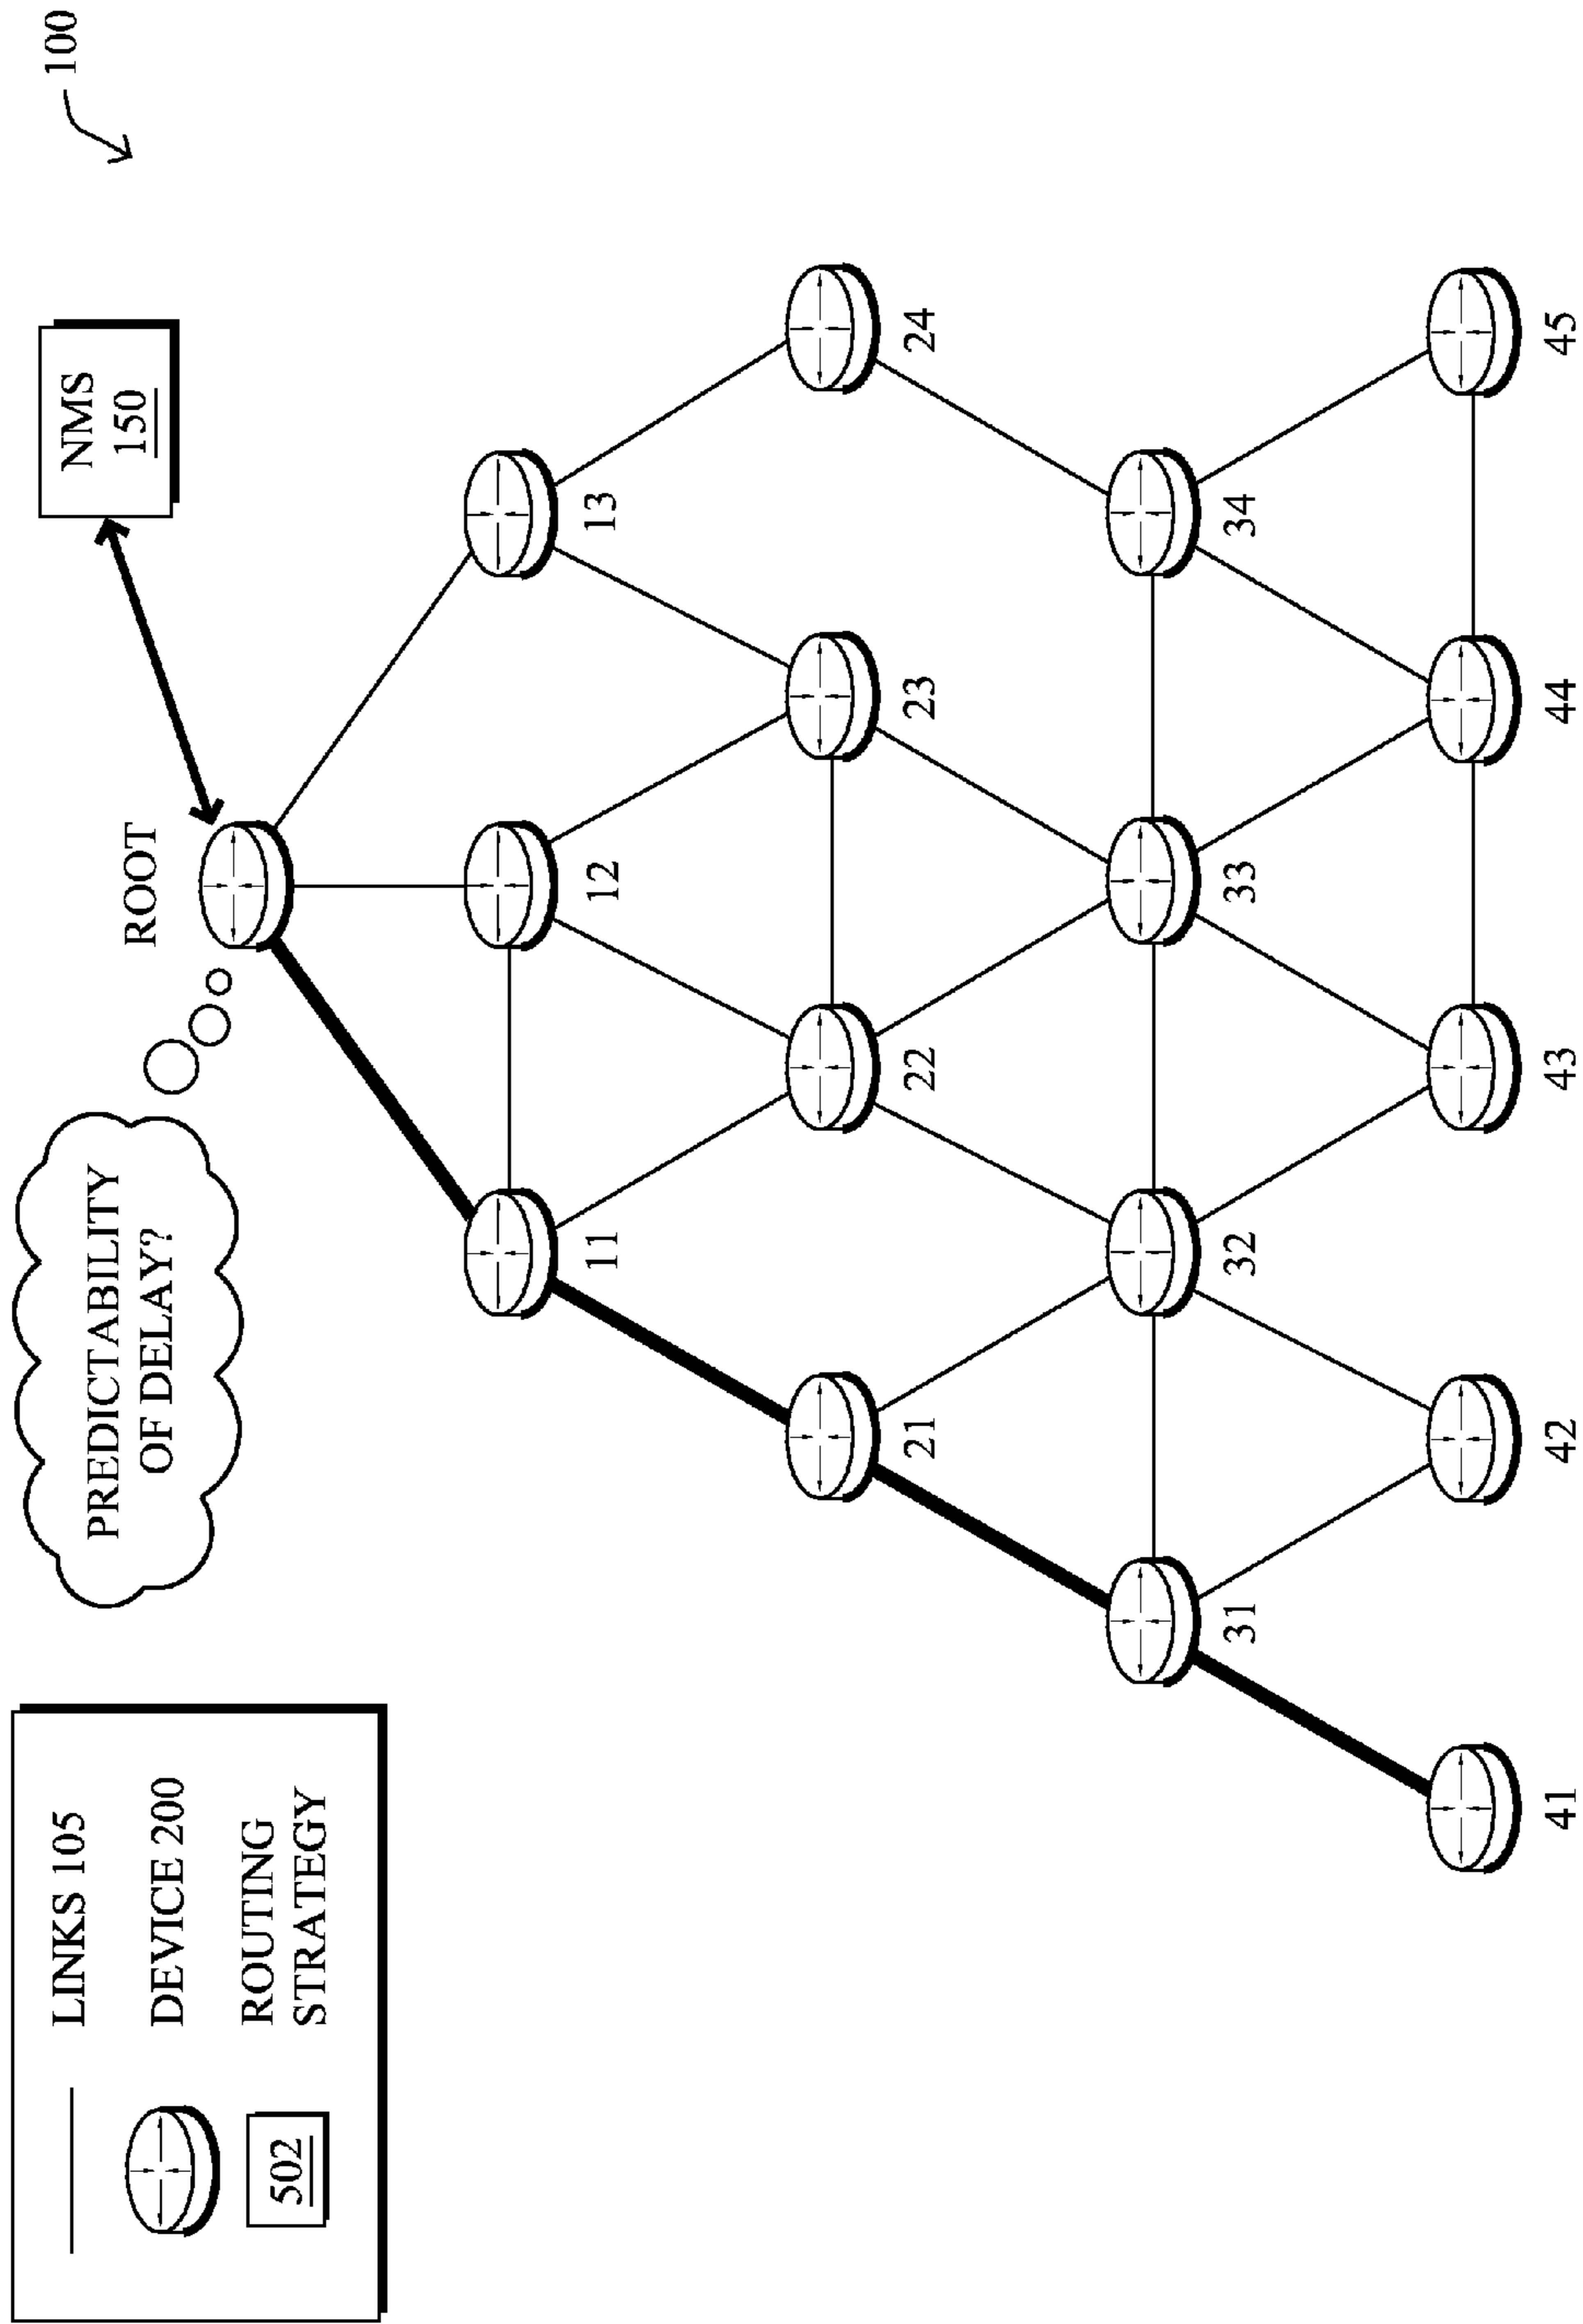 LINKS 105
DEVICE 200
502
ROUTING
STRATEGY
PREDICTABILITY
OF DELAY?
ROOT
NMS
150
100
11
12
13
21
22
23
24
31
32
33
34
41
42
43
44
45